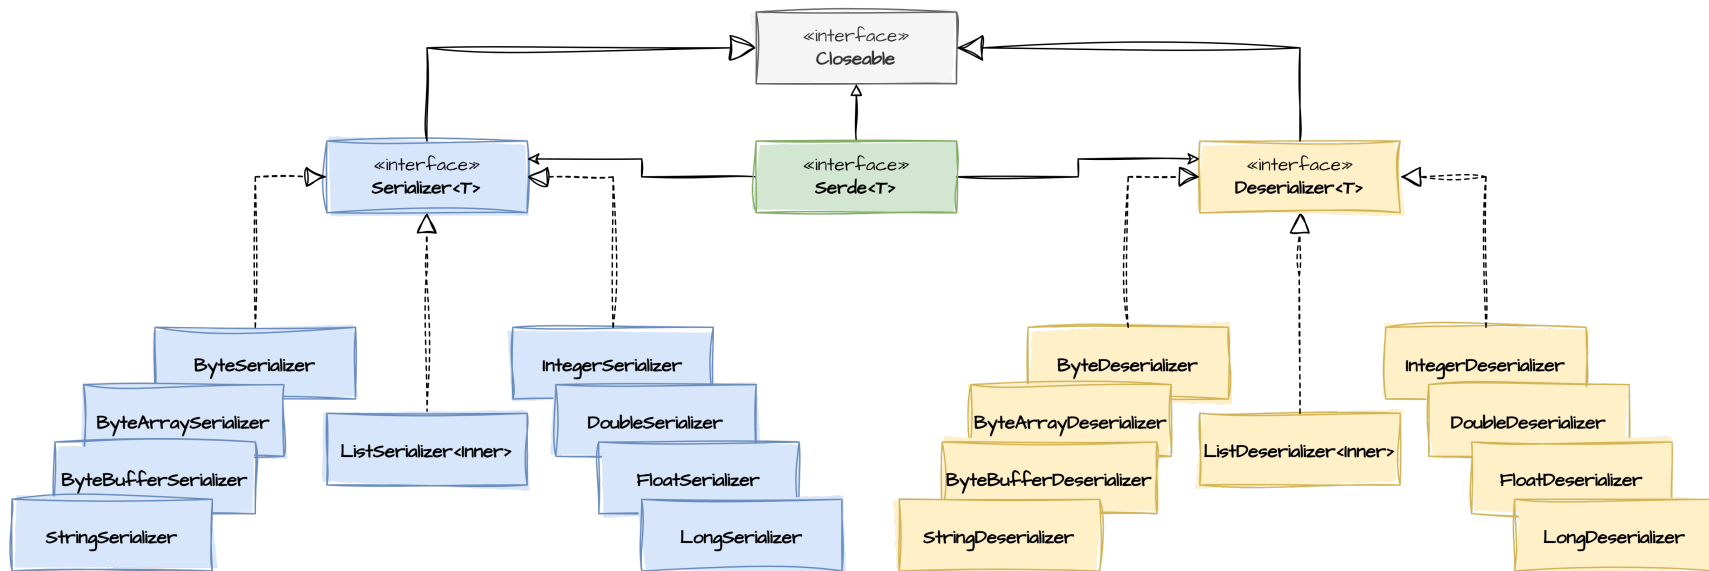 «interface»
Closeable
«interface»
Serializer<T>
«interface»
Serde<T>
«interface»
Deserializer<T>
ByteSerializer
ByteArraySerializer
ByteBufferSerializer
StringSerializer
ListSerializer<Inner>
IntegerSerializer
DoubleSerializer
FloatSerializer
LongSerializer
ByteDeserializer
ByteArrayDeserializer
ByteBufferDeserializer
StringDeserializer
ListDeserializer<Inner>
IntegerDeserializer
DoubleDeserializer
FloatDeserializer
LongDeserializer